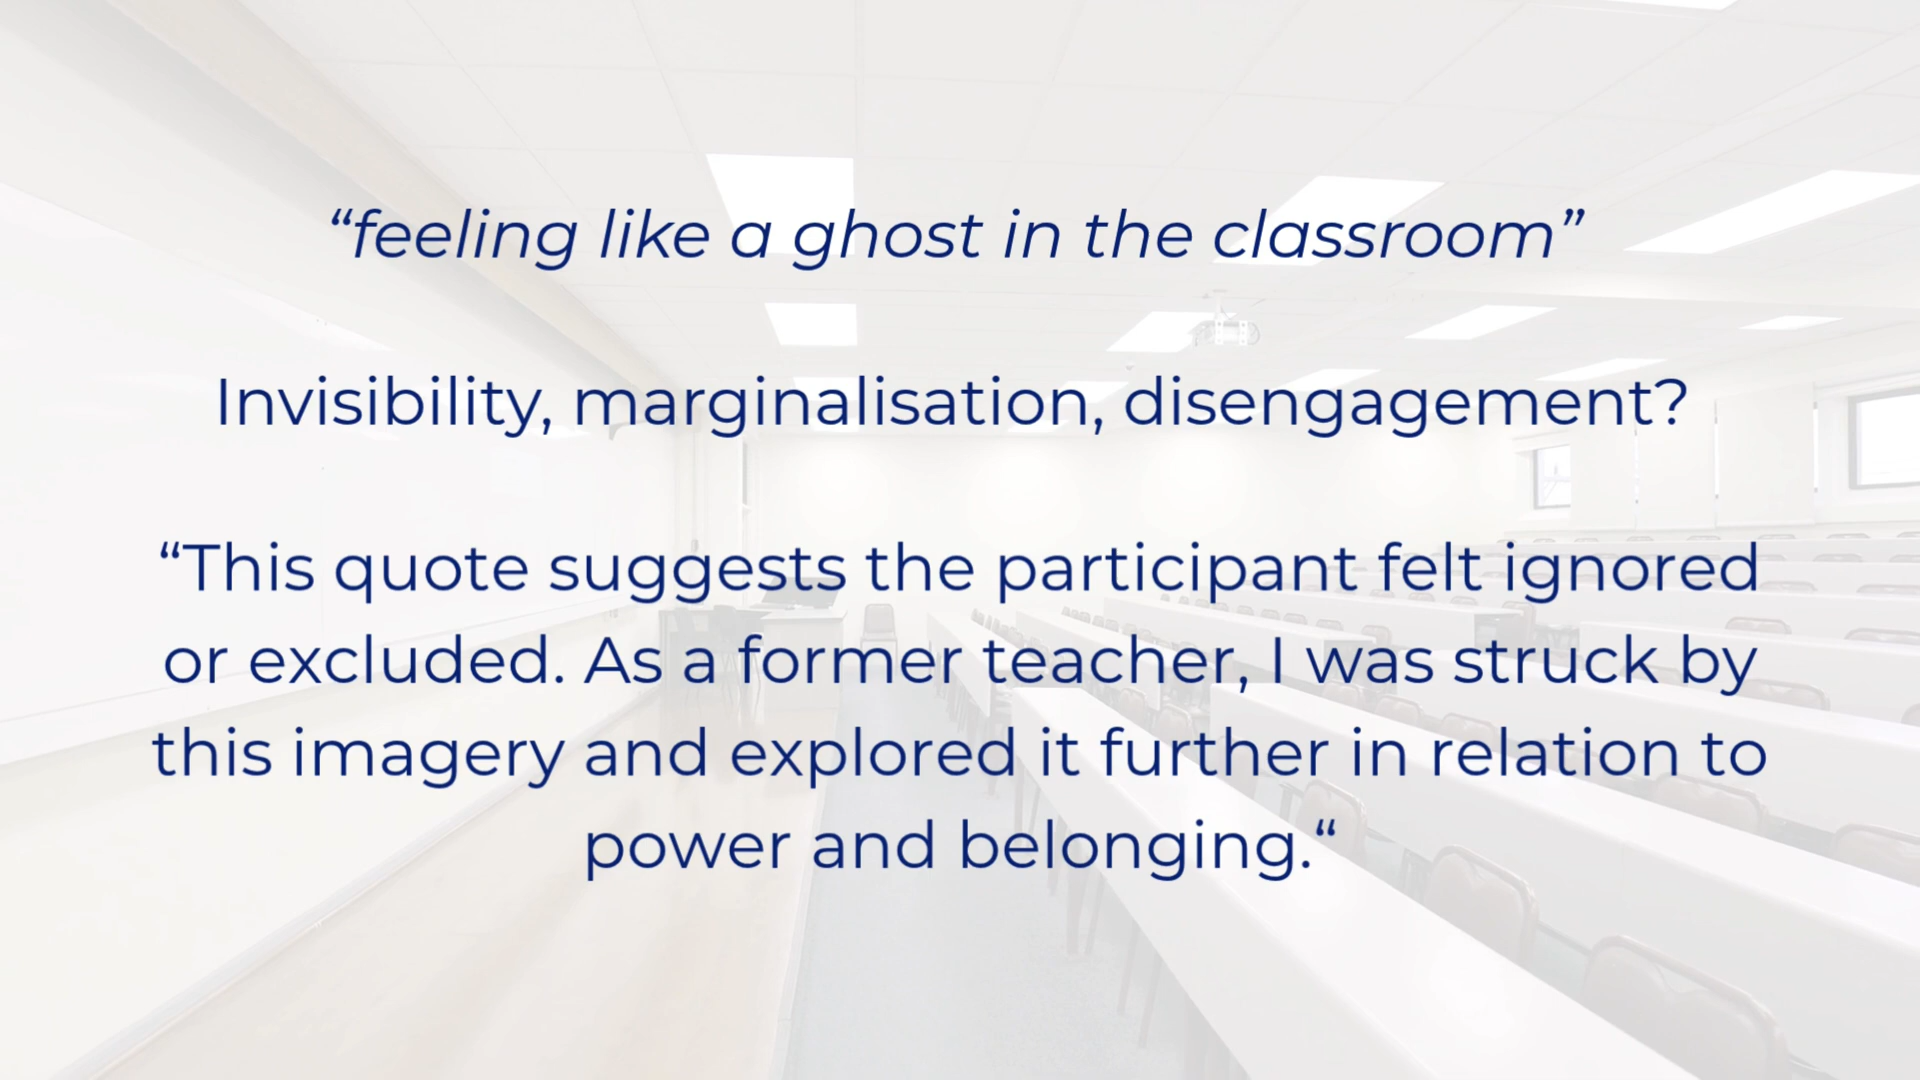 “feeling like a ghost in the classroom”
Invisibility, marginalisation, disengagement?
“This quote suggests the participant felt ignored
or excluded. As a former teacher, I was struck by
this imagery and explored it further in relation to
power and belonging.“